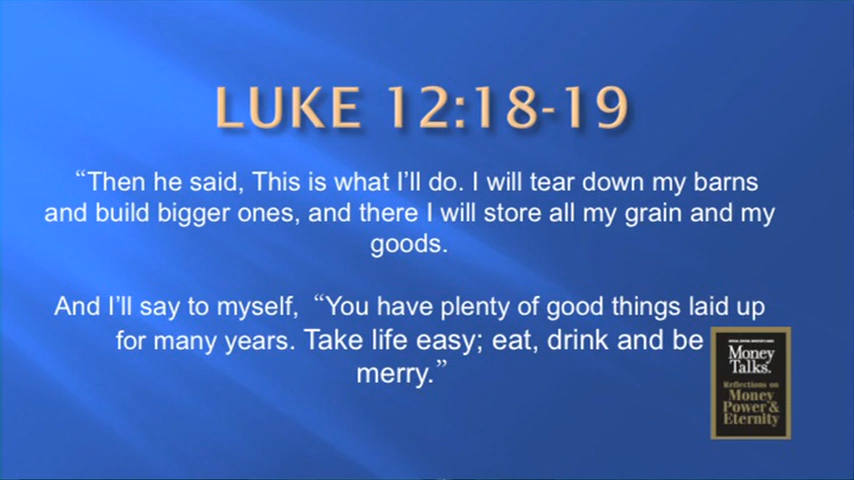 LUKE 12:18-19
“Then he said, This is what I’ll do. I will tear down my barns
and build bigger ones, and there I will store all my grain and my
goods.
And I’ll say to myself, “You have plenty of good things laid up
for many years. Take life easy; eat, drink and be
merry.”
Money
Talks.
Reflections on
Money
Power &
Eternity